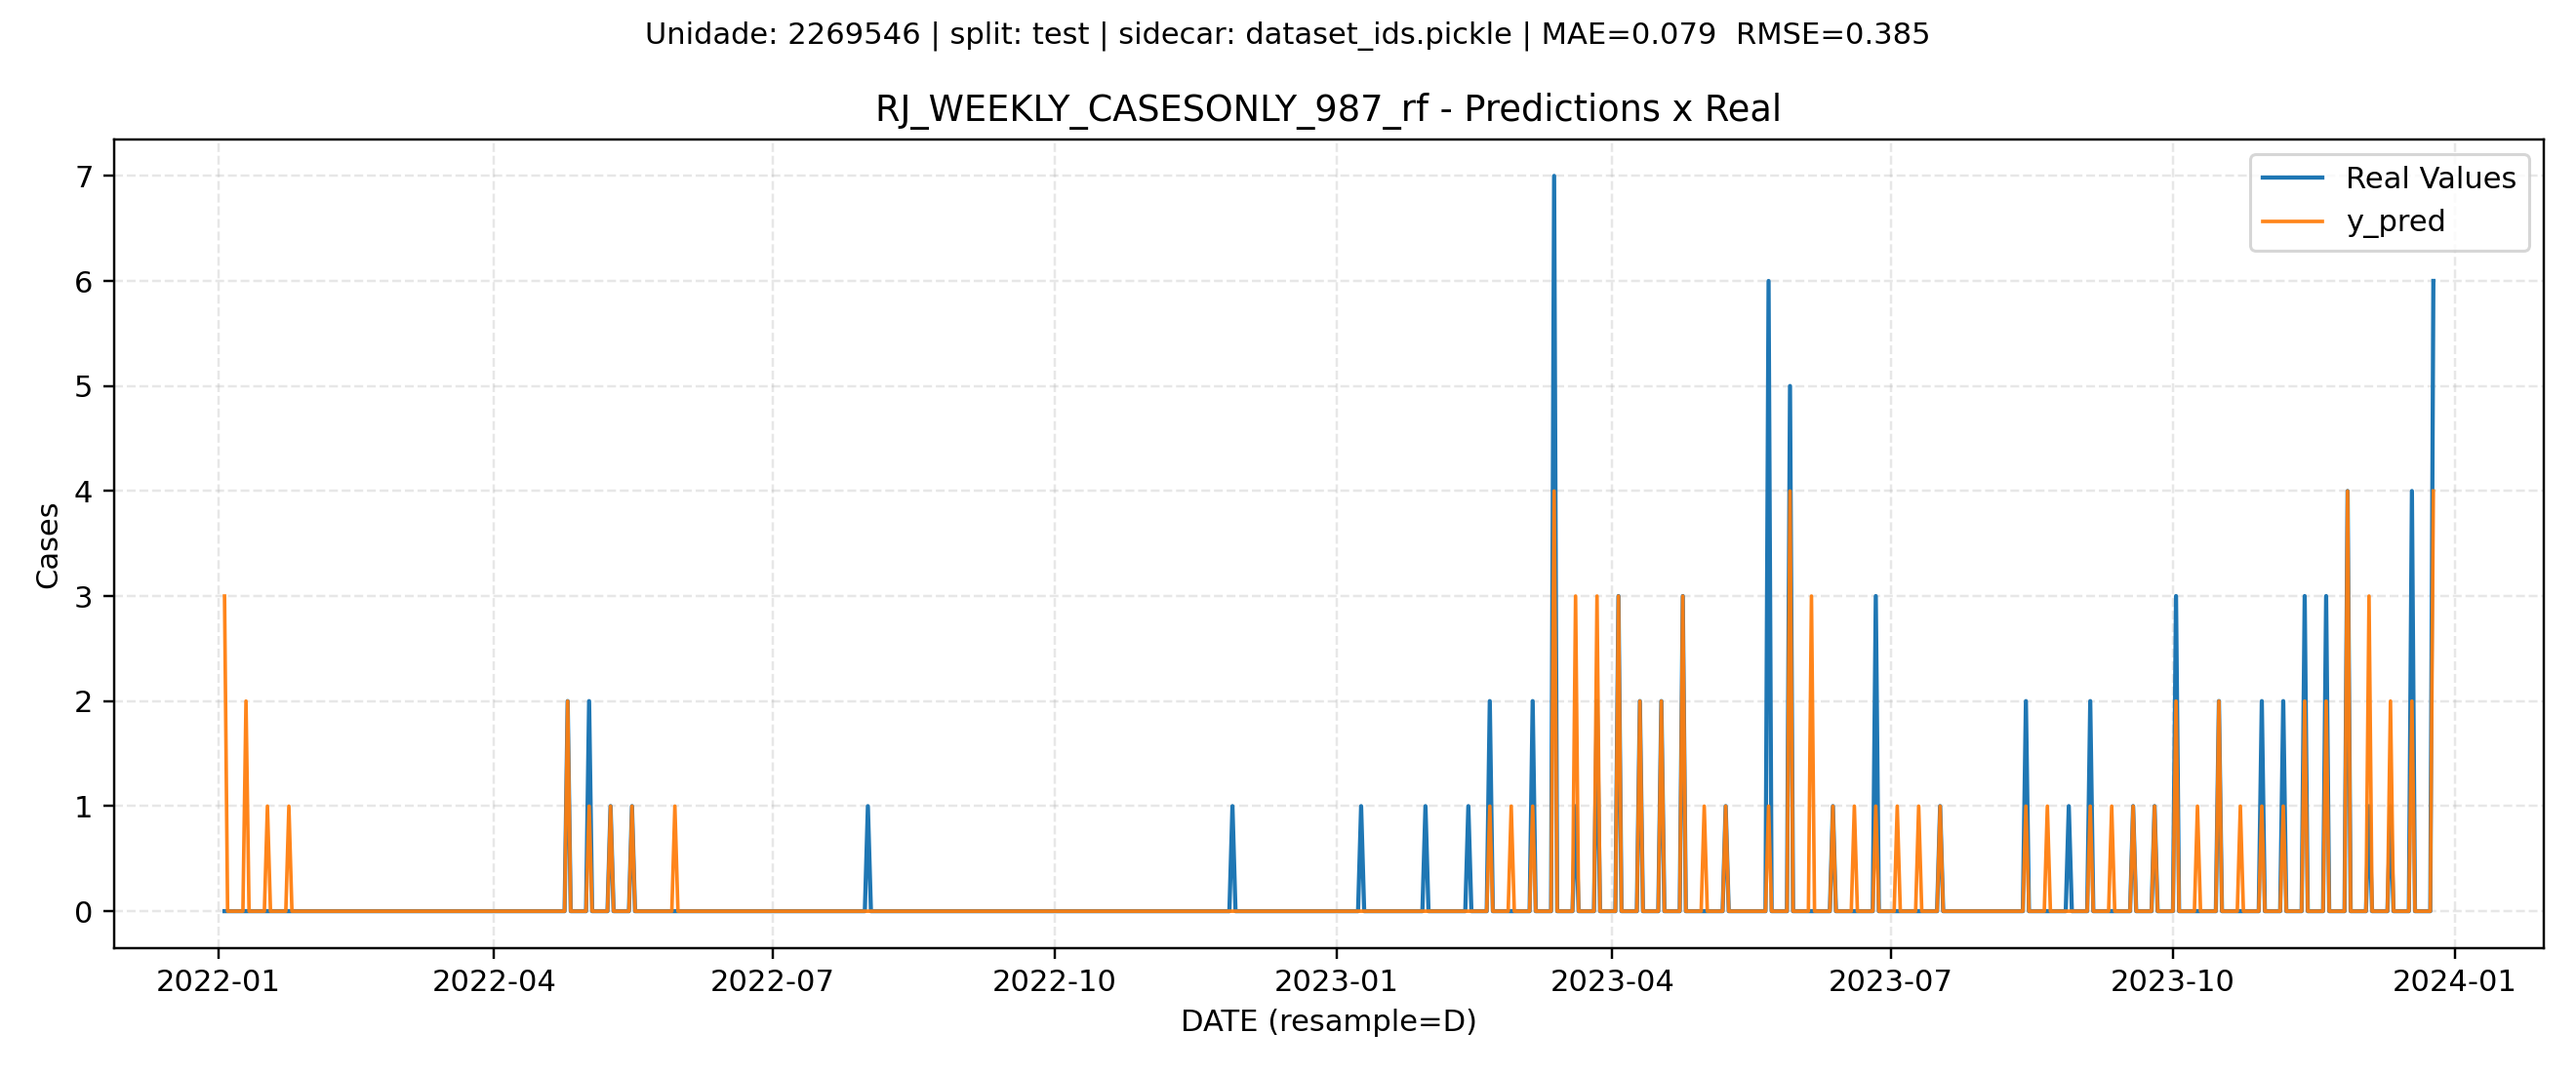 Unidade: 2269546 | split: test | sidecar: dataset_ids.pickle | MAE=0.079  RMSE=0.385
RJ_WEEKLY_CASESONLY_987_rf - Predictions x Real
Real Values
y_pred
7
6
5
4
3
2
1
0
Cases
2022-01 2022-04 2022-07 2022-10 2023-01 2023-04 2023-07 2023-10 2024-01
DATE (resample=D)